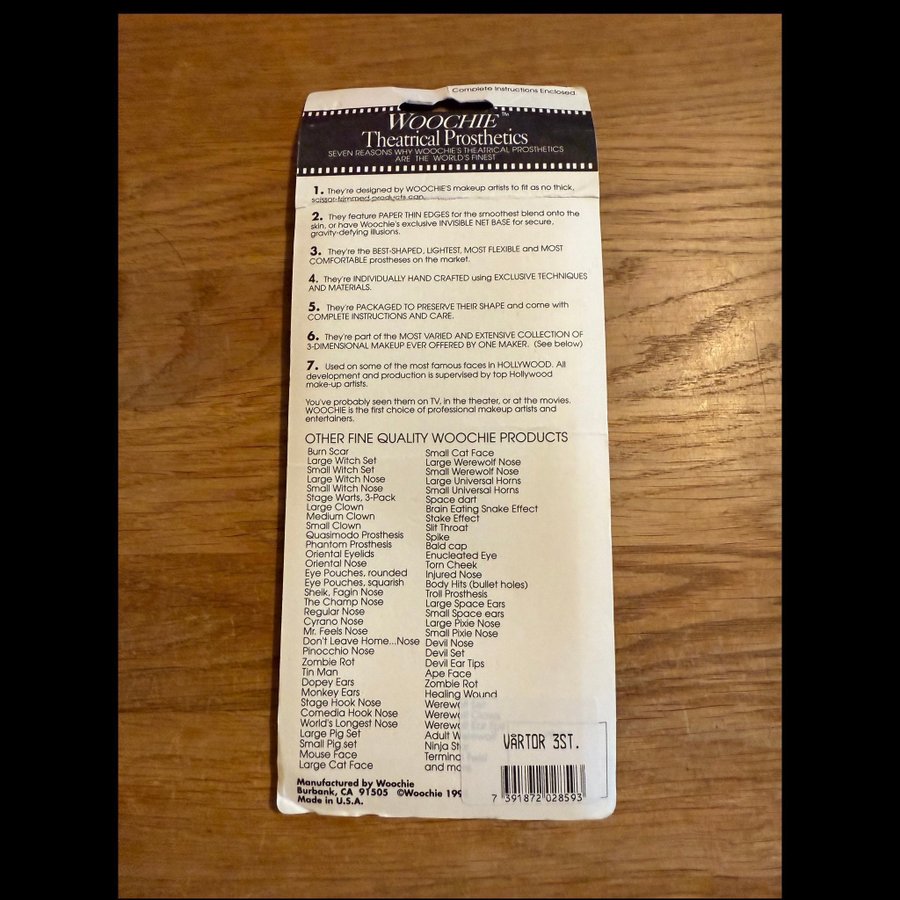 Complete Instructions Enclosed.
WOOCHIE™
Theatrical Prosthetics
SEVEN REASONS WHY WOOCHIE'S THEATRICAL PROSTHETICS
ARE THE WORLD'S FINEST
1. They're designed by WOOCHIE'S makeup artists to fit as no thick,
scissor-trimmed products can.
2. They feature PAPER THIN EDGES for the smoothest blend onto the
skin, or have Woochie's exclusive INVISIBLE NET BASE for secure,
gravity-defying illusions.
3. They're the BEST-SHAPED, LIGHTEST, MOST FLEXIBLE and MOST
COMFORTABLE prostheses on the market.
4. They're INDIVIDUALLY HAND CRAFTED using EXCLUSIVE TECHNIQUES
AND MATERIALS.
5. They're PACKAGED TO PRESERVE THEIR SHAPE and come with
COMPLETE INSTRUCTIONS AND CARE.
6. They're part of the MOST VARIED AND EXTENSIVE COLLECTION OF
3-DIMENSIONAL MAKEUP EVER OFFERED BY ONE MAKER. (See below)
7. Used on some of the most famous faces in HOLLYWOOD. All
development and production is supervised by top Hollywood
make-up artists.
You've probably seen them on TV, in the theater, or at the movies.
WOOCHIE is the first choice of professional makeup artists and
entertainers.
OTHER FINE QUALITY WOOCHIE PRODUCTS
Burn Scar
Large Witch Set
Small Witch Set
Large Witch Nose
Small Witch Nose
Stage Warts, 3-Pack
Large Clown
Medium Clown
Small Clown
Quasimodo Prosthesis
Phantom Prosthesis
Oriental Eyelids
Oriental Nose
Eye Pouches, rounded
Eye Pouches, squarish
Sheik, Fagin Nose
The Champ Nose
Regular Nose
Cyrano Nose
Mr. Feels Nose
Don't Leave Home...Nose
Pinocchio Nose
Zombie Rot
Tin Man
Dopey Ears
Monkey Ears
Stage Hook Nose
Comedia Hook Nose
World's Longest Nose
Large Pig Set
Small Pig set
Mouse Face
Large Cat Face
Small Cat Face
Large Werewolf Nose
Small Werewolf Nose
Large Universal Horns
Small Universal Horns
Space dart
Brain Eating Snake Effect
Stake Effect
Slit Throat
Spike
Bald cap
Enucleated Eye
Torn Cheek
Injured Nose
Body Hits (bullet holes)
Troll Prosthesis
Large Space Ears
Small Space ears
Large Pixie Nose
Small Pixie Nose
Devil Nose
Devil Set
Devil Ear Tips
Ape Face
Zombie Rot
Healing Wound
Werewo
Werewo
Werewo
Adult W
Ninja St
Termina
and mo
Manufactured by Woochie
Burbank, CA 91505 ©Woochie 199
Made in U.S.A.
VÅRTOR 3ST.
7 391872 028593